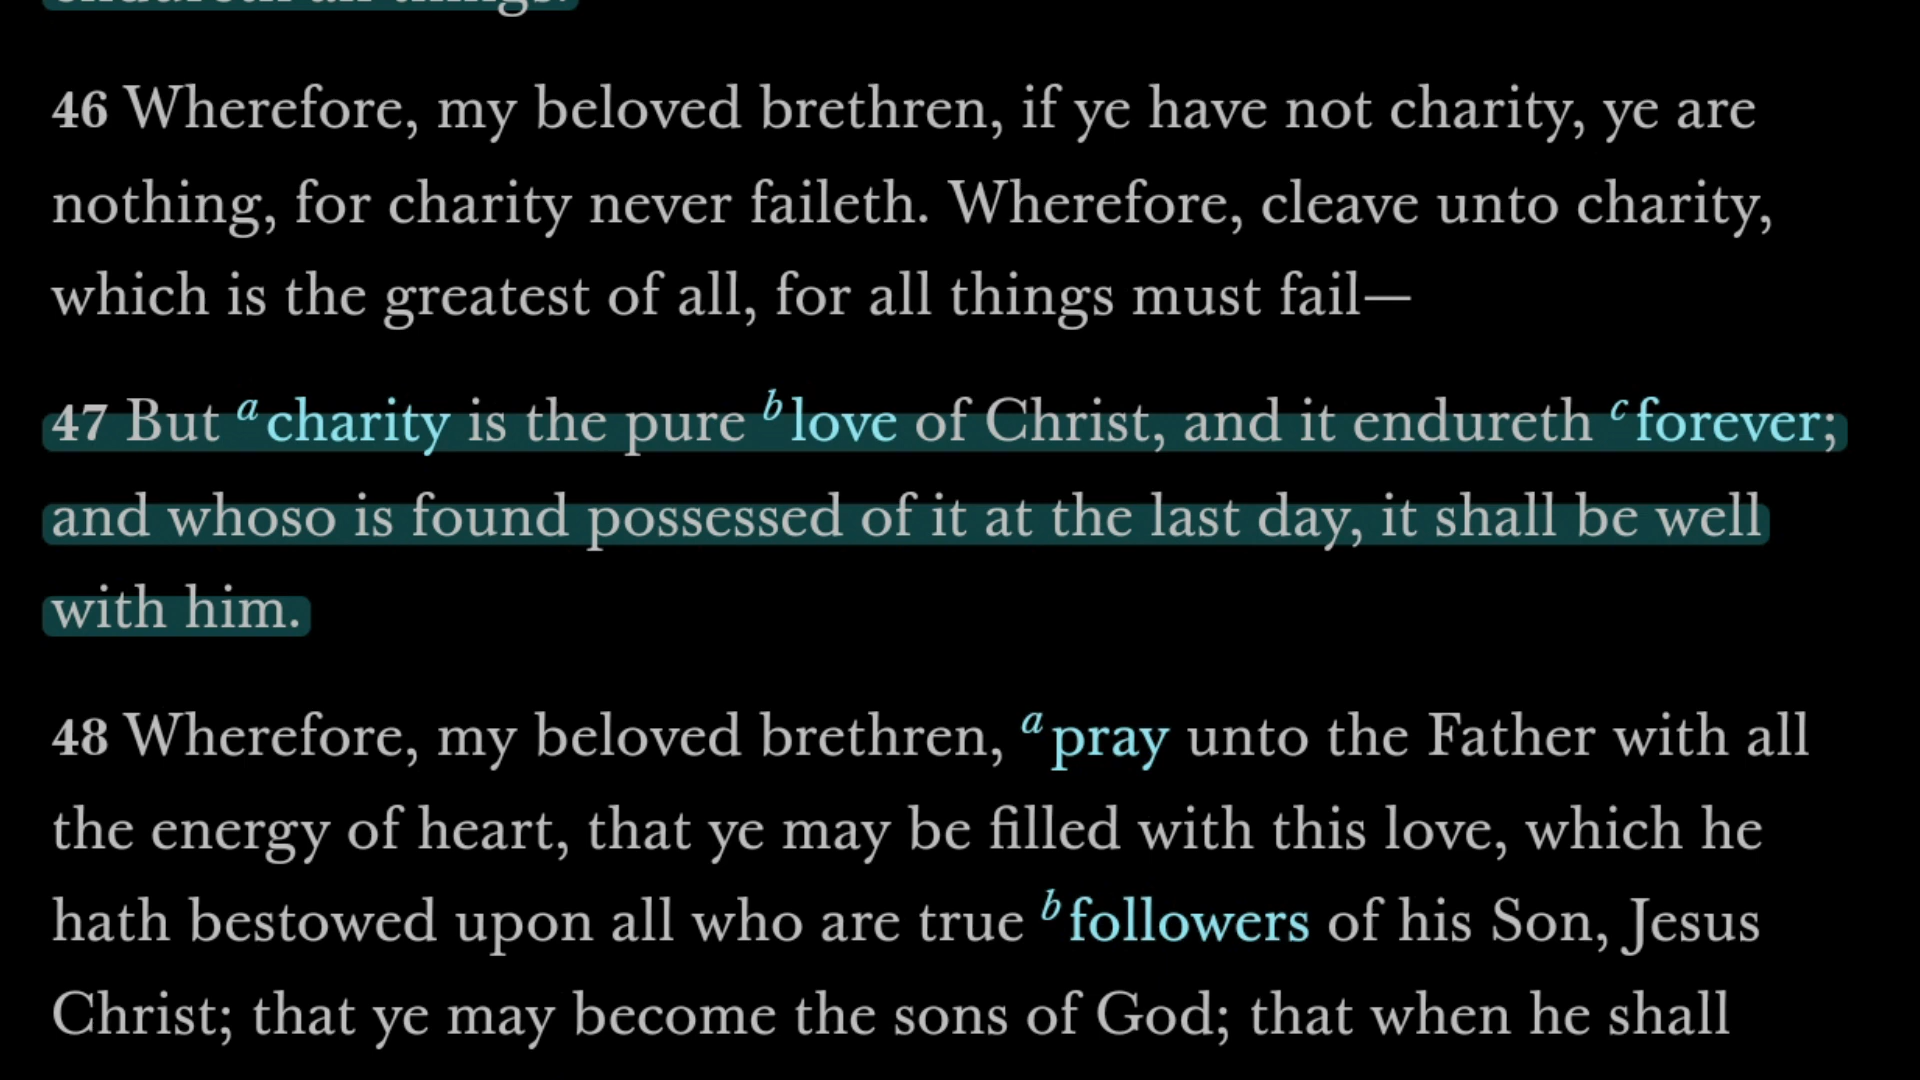 endureth all things.
46 Wherefore, my beloved brethren, if ye have not charity, ye are
nothing, for charity never faileth. Wherefore, cleave unto charity,
which is the greatest of all, for all things must fail—
47 But a charity is the pure b love of Christ, and it endureth c forever;
and whoso is found possessed of it at the last day, it shall be well
with him.
48 Wherefore, my beloved brethren, a pray unto the Father with all
the energy of heart, that ye may be filled with this love, which he
hath bestowed upon all who are true b followers of his Son, Jesus
Christ; that ye may become the sons of God; that when he shall